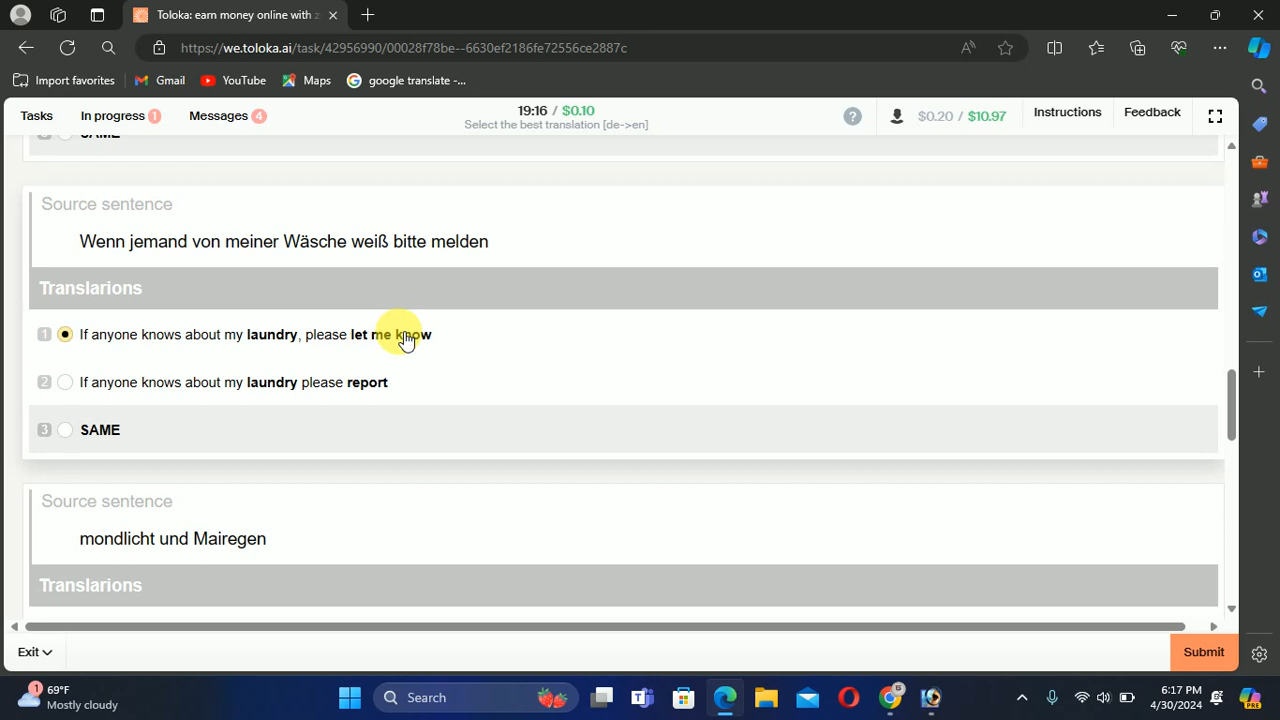 Toloka: earn money online with z
https://we.toloka.ai/task/42956990/00028f78be--6630ef2186fe72556ce2887c
Import favorites
Gmail
YouTube
Maps
google translate -...
Tasks
In progress 1
Messages 4
19:16 / $0.10
Select the best translation [de->en]
?
$0.20 / $10.97
Instructions
Feedback
SAME
Source sentence
Wenn jemand von meiner Wäsche weiß bitte melden
Translarions
1 If anyone knows about my laundry, please let me know
2 If anyone knows about my laundry please report
3 SAME
Source sentence
mondlicht und Mairegen
Translarions
Exit
Submit
1
69°F
Mostly cloudy
Search
6:17 PM
4/30/2024
PRE